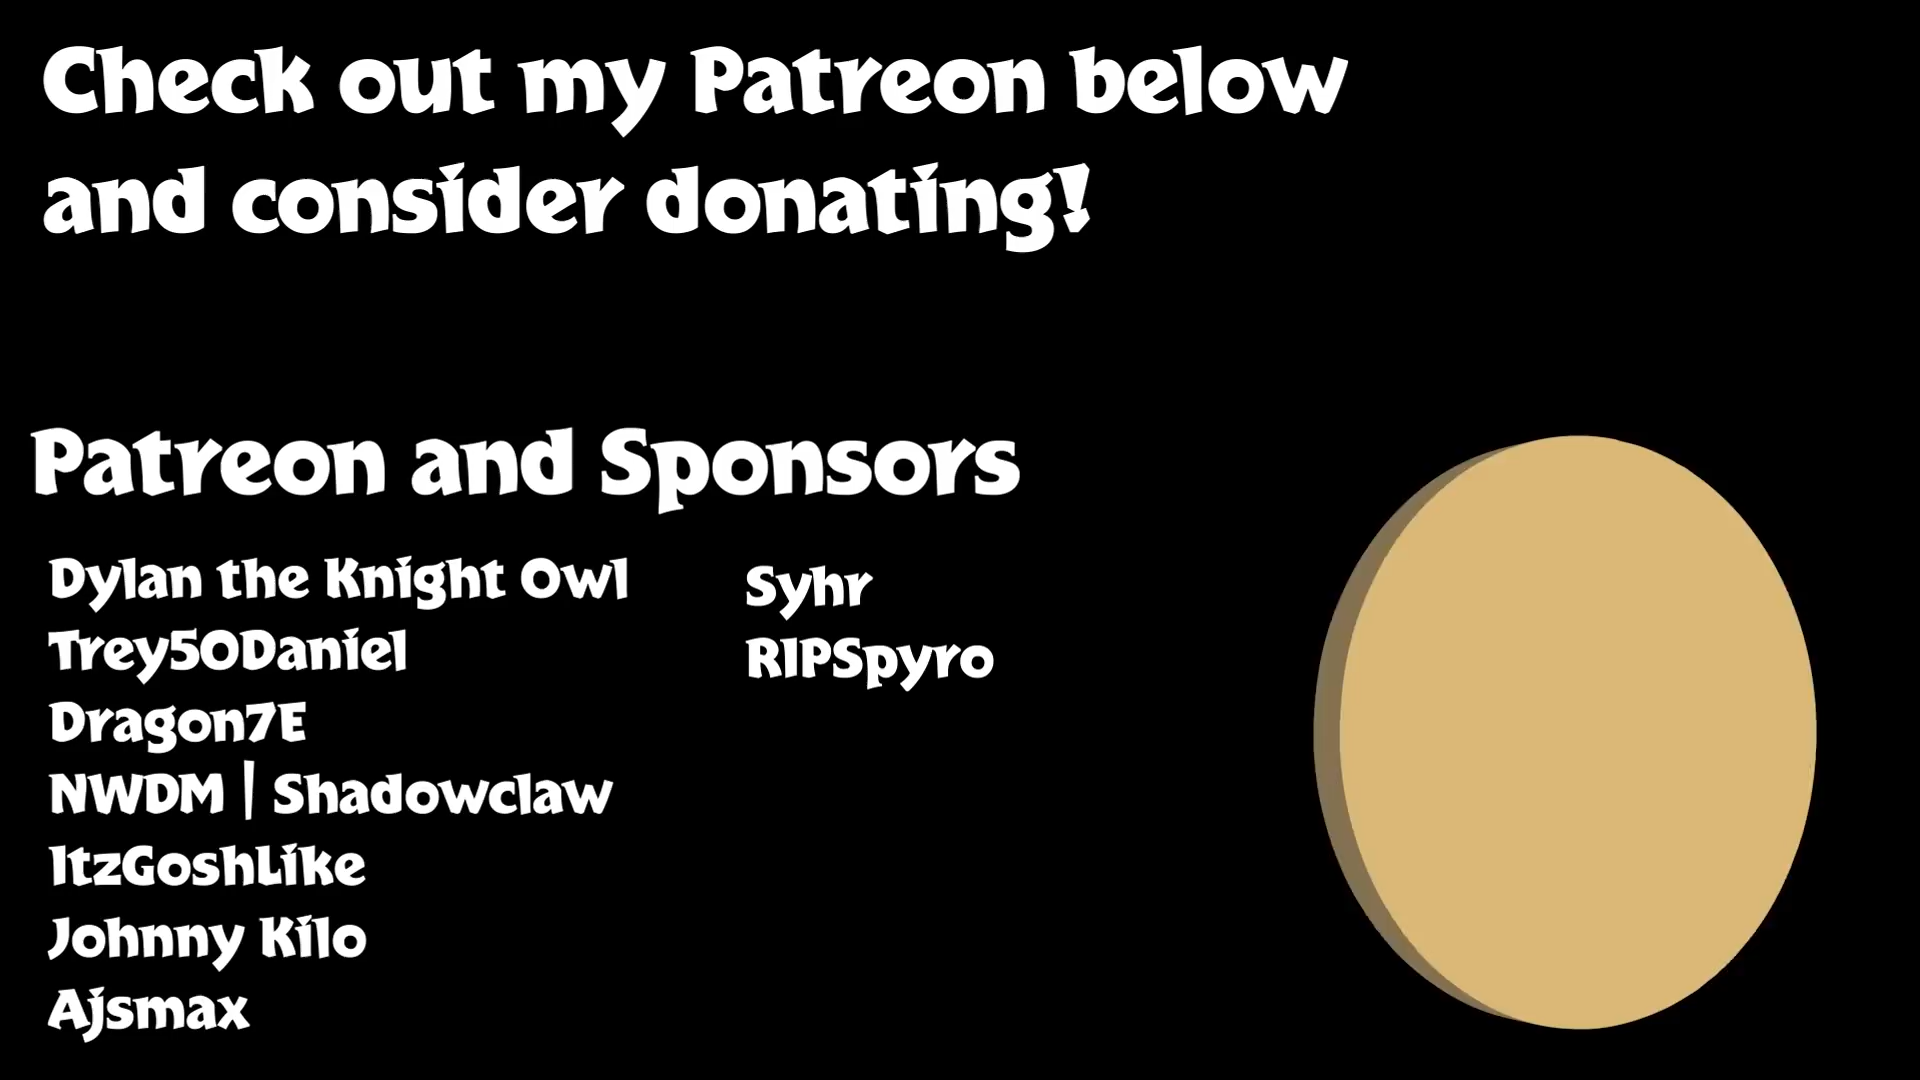 Check out my Patreon below
and consider donating!
Patreon and Sponsors
Dylan the Knight Owl
Trey50Daniel
Dragon7E
NWDM | Shadowclaw
ItzGoshLike
Johnny Kilo
Ajsmax
Syhr
RIPSpyro